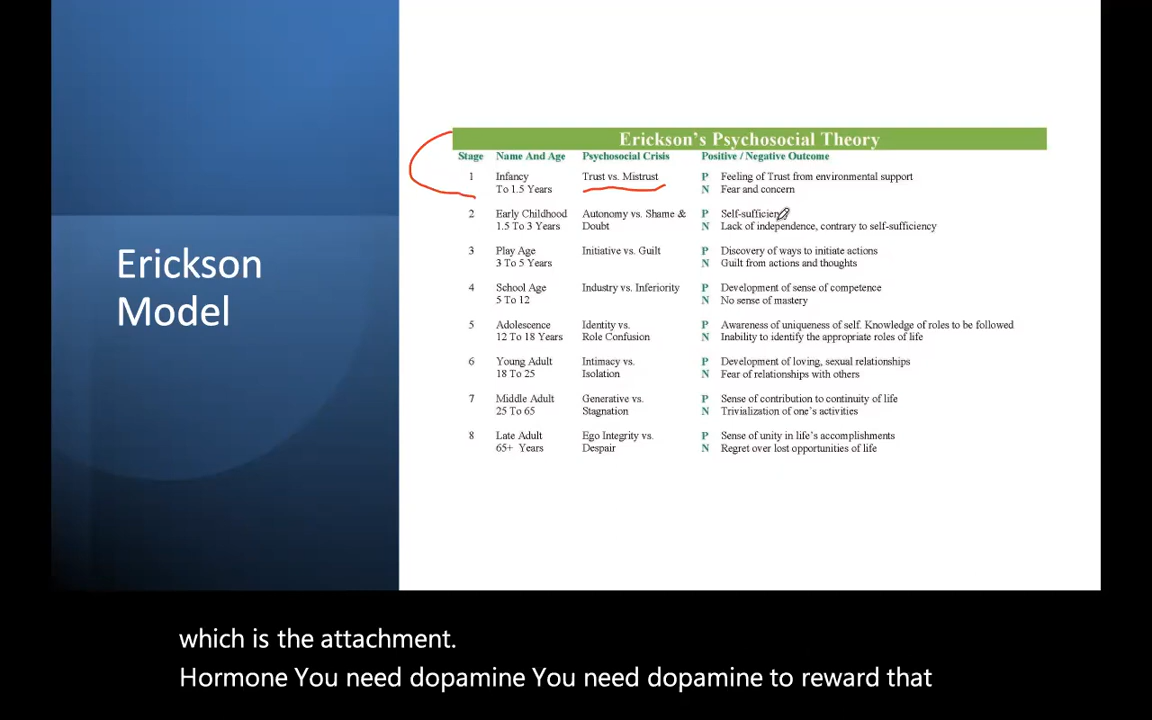 Erickson
Model
Erickson's Psychosocial Theory
Stage Name And Age Psychosocial Crisis Positive / Negative Outcome
1 Infancy Trust vs. Mistrust P Feeling of Trust from environmental support
To 1.5 Years N Fear and concern
2 Early Childhood Autonomy vs. Shame & P Self-sufficien
1.5 To 3 Years Doubt N Lack of independence, contrary to self-sufficiency
3 Play Age Initiative vs. Guilt P Discovery of ways to initiate actions
3 To 5 Years N Guilt from actions and thoughts
4 School Age Industry vs. Inferiority P Development of sense of competence
5 To 12 N No sense of mastery
5 Adolescence Identity vs. P Awareness of uniqueness of self. Knowledge of roles to be followed
12 To 18 Years Role Confusion N Inability to identify the appropriate roles of life
6 Young Adult Intimacy vs. P Development of loving, sexual relationships
18 To 25 Isolation N Fear of relationships with others
7 Middle Adult Generative vs. P Sense of contribution to continuity of life
25 To 65 Stagnation N Trivialization of one's activities
8 Late Adult Ego Integrity vs. P Sense of unity in life's accomplishments
65+ Years Despair N Regret over lost opportunities of life
which is the attachment.
Hormone You need dopamine You need dopamine to reward that